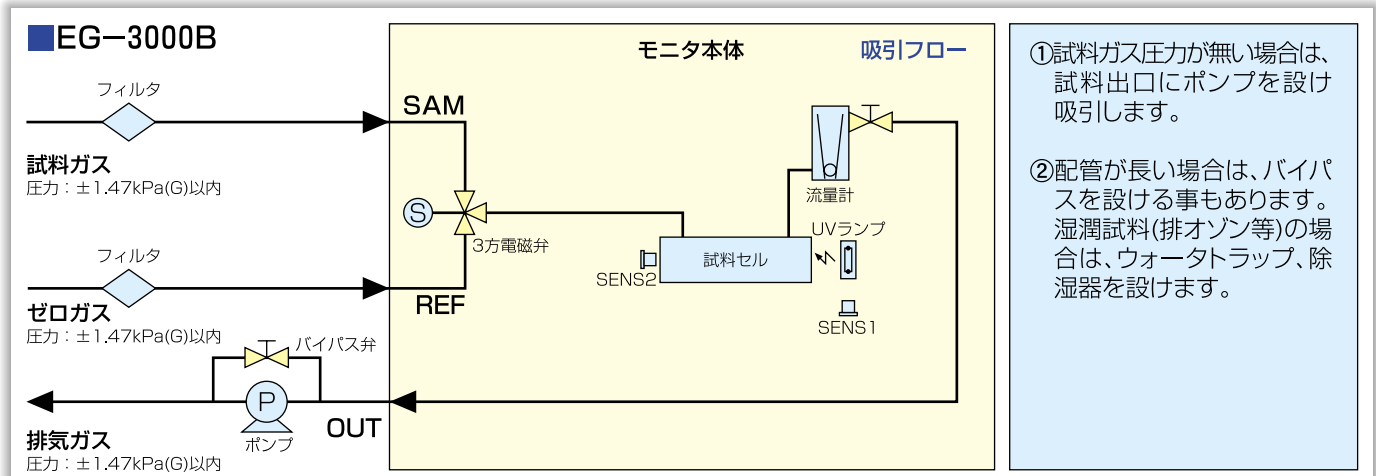 ■EG－3000B
モニタ本体
吸引フロー
フィルタ
SAM
試料ガス
圧力：±1.47kPa(G)以内
S
3方電磁弁
流量計
UVランプ
試料セル
SENS2
SENS1
フィルタ
REF
ゼロガス
圧力：±1.47kPa(G)以内
バイパス弁
P
ポンプ
OUT
排気ガス
圧力：±1.47kPa(G)以内
①試料ガス圧力が無い場合は、
試料出口にポンプを設け
吸引します。
②配管が長い場合は、バイパ
スを設ける事もあります。
湿潤試料(排オゾン等)の場
合は、ウォータトラップ、除
湿器を設けます。